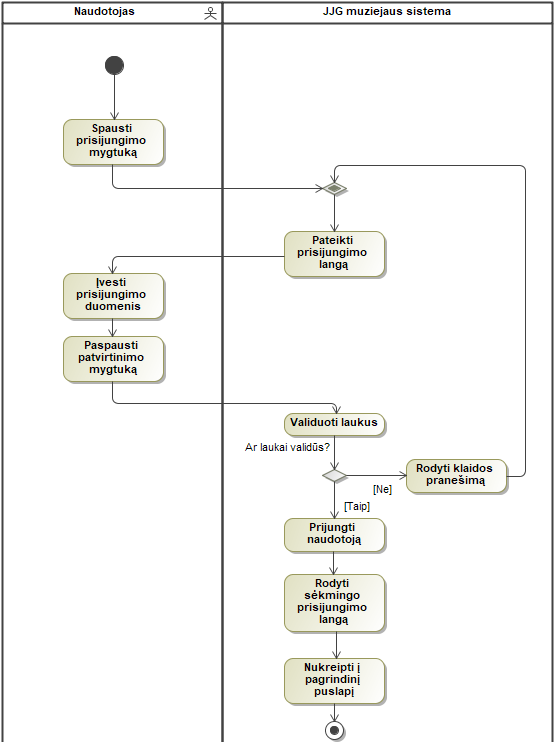 Naudotojas
JJG muziejaus sistema
Spausti
prisijungimo
mygtuką
Pateikti
prisijungimo
langą
Įvesti
prisijungimo
duomenis
Paspausti
patvirtinimo
mygtuką
Validuoti laukus
Ar laukai validūs?
Rodyti klaidos
pranešimą
[Ne]
[Taip]
Prijungti
naudotoją
Rodyti
sėkmingo
prisijungimo
langą
Nukreipti į
pagrindinį
puslapį